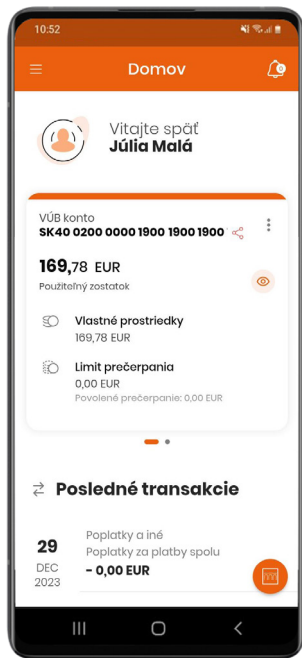 10:52
Domov
Vitajte späť
Júlia Malá
VÚB konto
SK40 0200 0000 1900 1900 1900
169,78 EUR
Použiteľný zostatok
Vlastné prostriedky
169,78 EUR
Limit prečerpania
0,00 EUR
Povolené prečerpanie: 0,00 EUR
Posledné transakcie
29
DEC
2023
Poplatky a iné
Poplatky za platby spolu
- 0,00 EUR